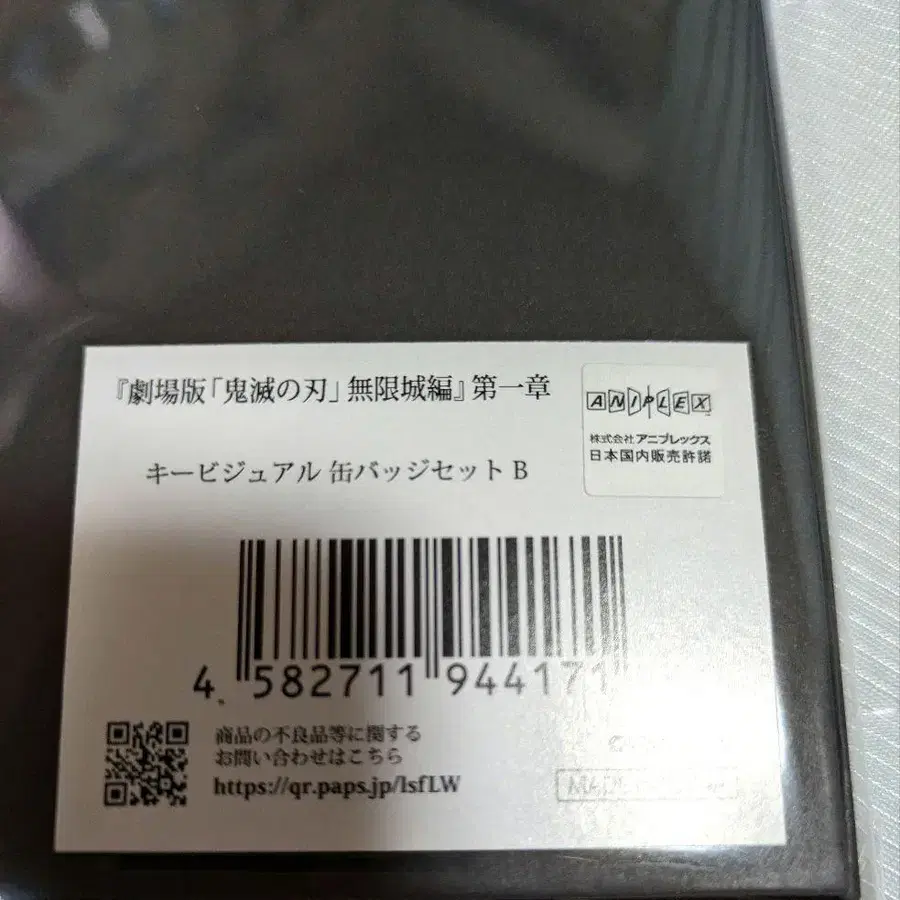 『劇場版「鬼滅の刃」無限城編』第一章
キービジュアル 缶バッジセット B
ANIPLEX
株式会社 アニプレックス
日本国内販売許諾
4 582711 944171
商品の不良品等に関する
お問い合わせはこちら
https://qr.paps.jp/lsfLW